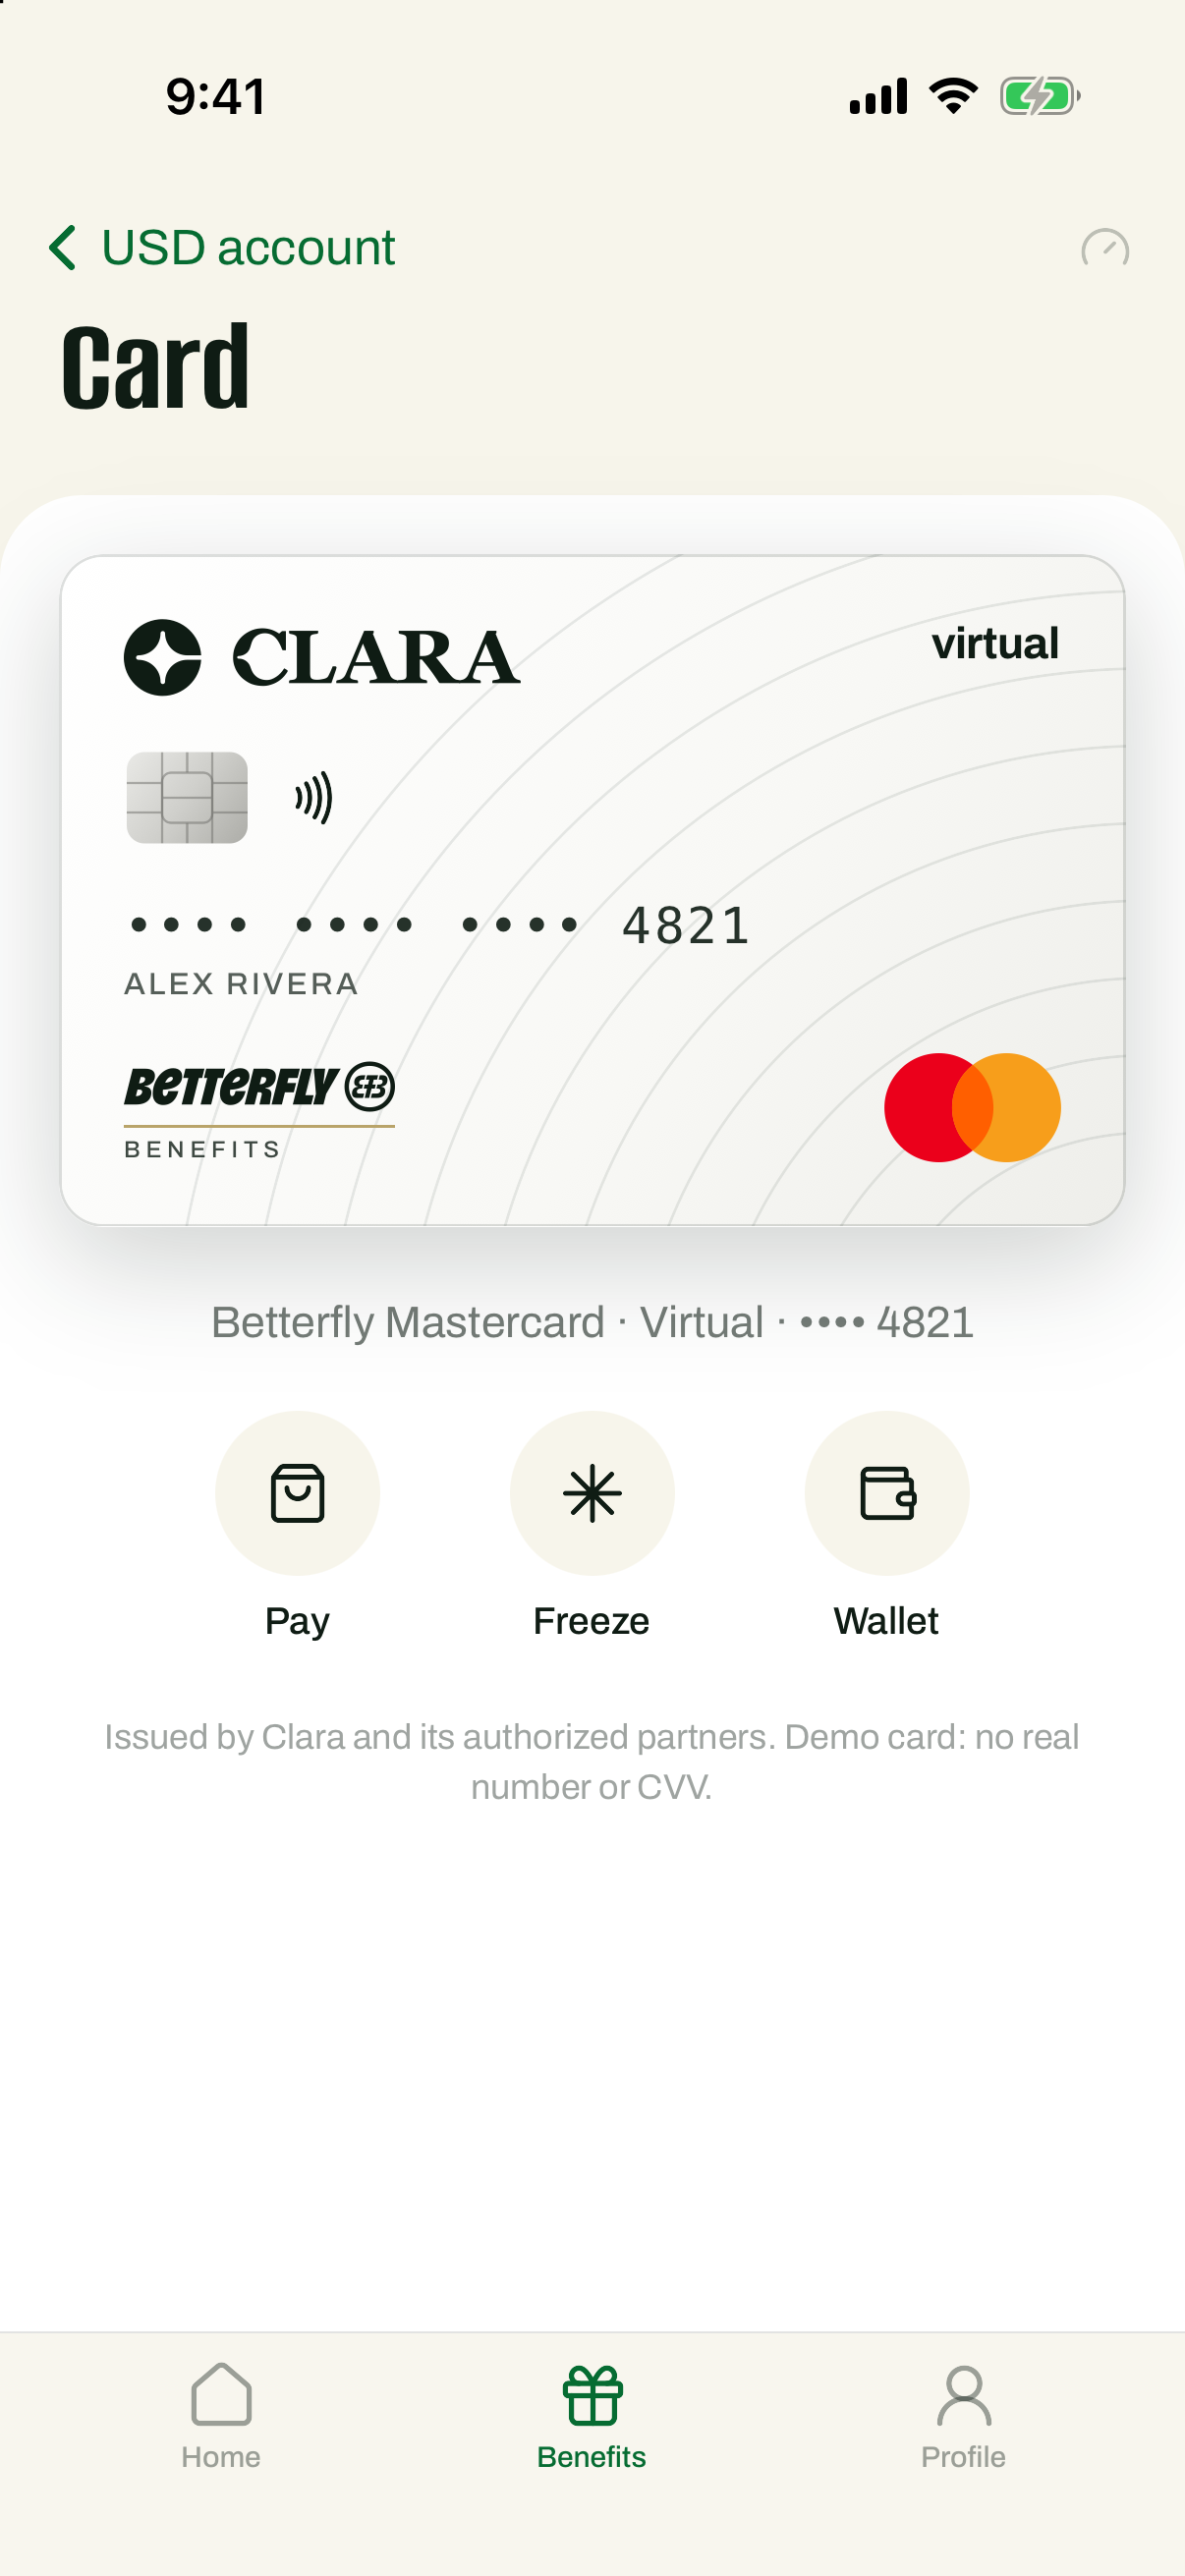 9:41
USD account
Card
CLARA
virtual
•••• •••• •••• 4821
ALEX RIVERA
BETTERFLY
BENEFITS
Betterfly Mastercard · Virtual · •••• 4821
Pay
Freeze
Wallet
Issued by Clara and its authorized partners. Demo card: no real
number or CVV.
Home
Benefits
Profile